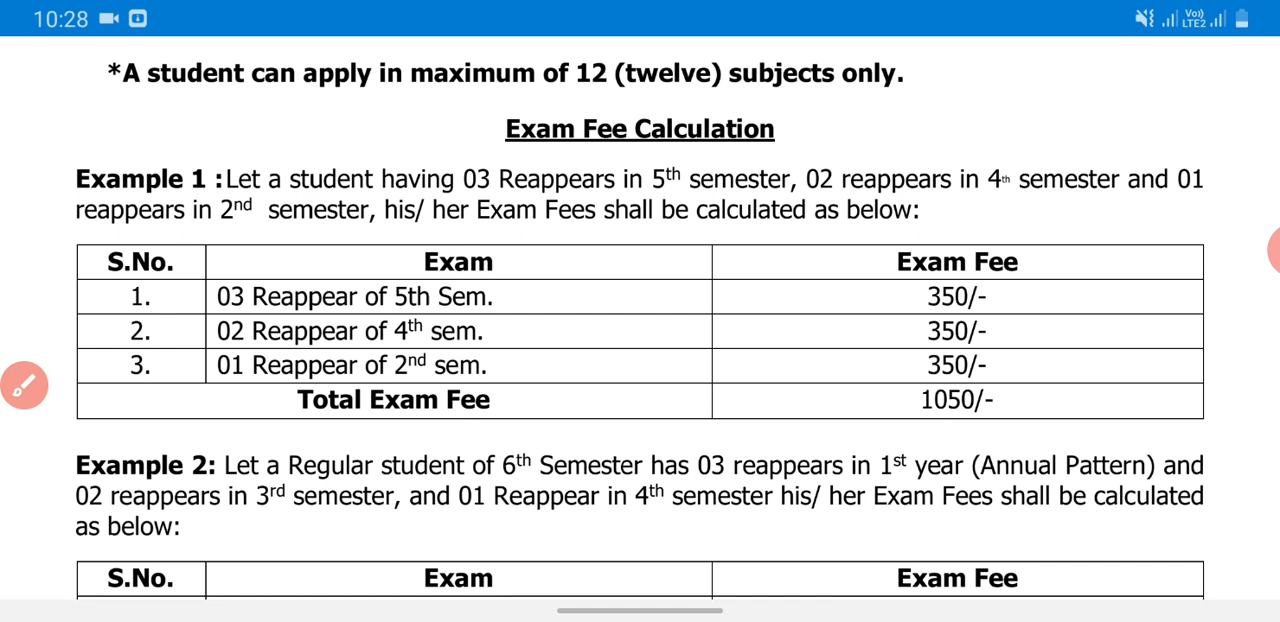 10:28
Vo)) LTE2
*A student can apply in maximum of 12 (twelve) subjects only.
Exam Fee Calculation
Example 1 :Let a student having 03 Reappears in 5th semester, 02 reappears in 4th semester and 01
reappears in 2nd semester, his/ her Exam Fees shall be calculated as below:
S.No. Exam Exam Fee
1. 03 Reappear of 5th Sem. 350/-
2. 02 Reappear of 4th sem. 350/-
3. 01 Reappear of 2nd sem. 350/-
Total Exam Fee 1050/-
Example 2: Let a Regular student of 6th Semester has 03 reappears in 1st year (Annual Pattern) and
02 reappears in 3rd semester, and 01 Reappear in 4th semester his/ her Exam Fees shall be calculated
as below:
S.No. Exam Exam Fee